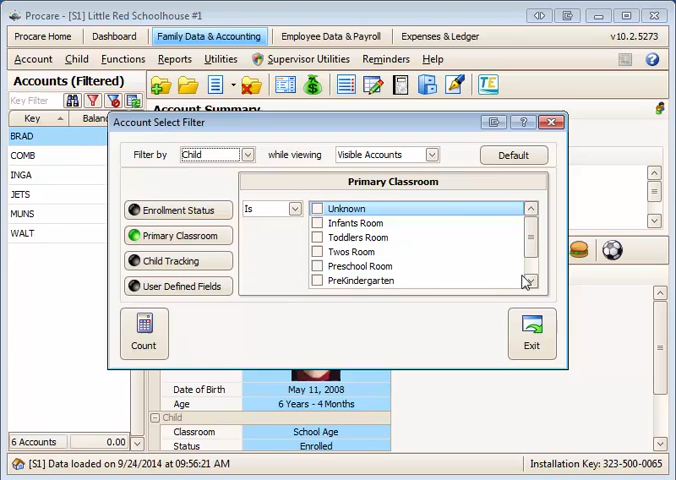 Procare - [S1] Little Red Schoolhouse #1
Procare Home Dashboard Family Data & Accounting Employee Data & Payroll Expenses & Ledger v10.2.5273
Account Child Functions Reports Utilities Supervisor Utilities Reminders Help
Accounts (Filtered)
Account Summary
Key Filter
Key Balan
BRAD
COMB
INGA
JETS
MUNS
WALT
Account Select Filter
Filter by Child while viewing Visible Accounts Default
Primary Classroom
Enrollment Status
Primary Classroom
Child Tracking
User Defined Fields
Is
Unknown
Infants Room
Toddlers Room
Twos Room
Preschool Room
PreKindergarten
Count
Exit
Date of Birth May 11, 2008
Age 6 Years - 4 Months
Child
Classroom School Age
Status Enrolled
6 Accounts 0.00
[S1] Data loaded on 9/24/2014 at 09:56:21 AM Installation Key: 323-500-0065